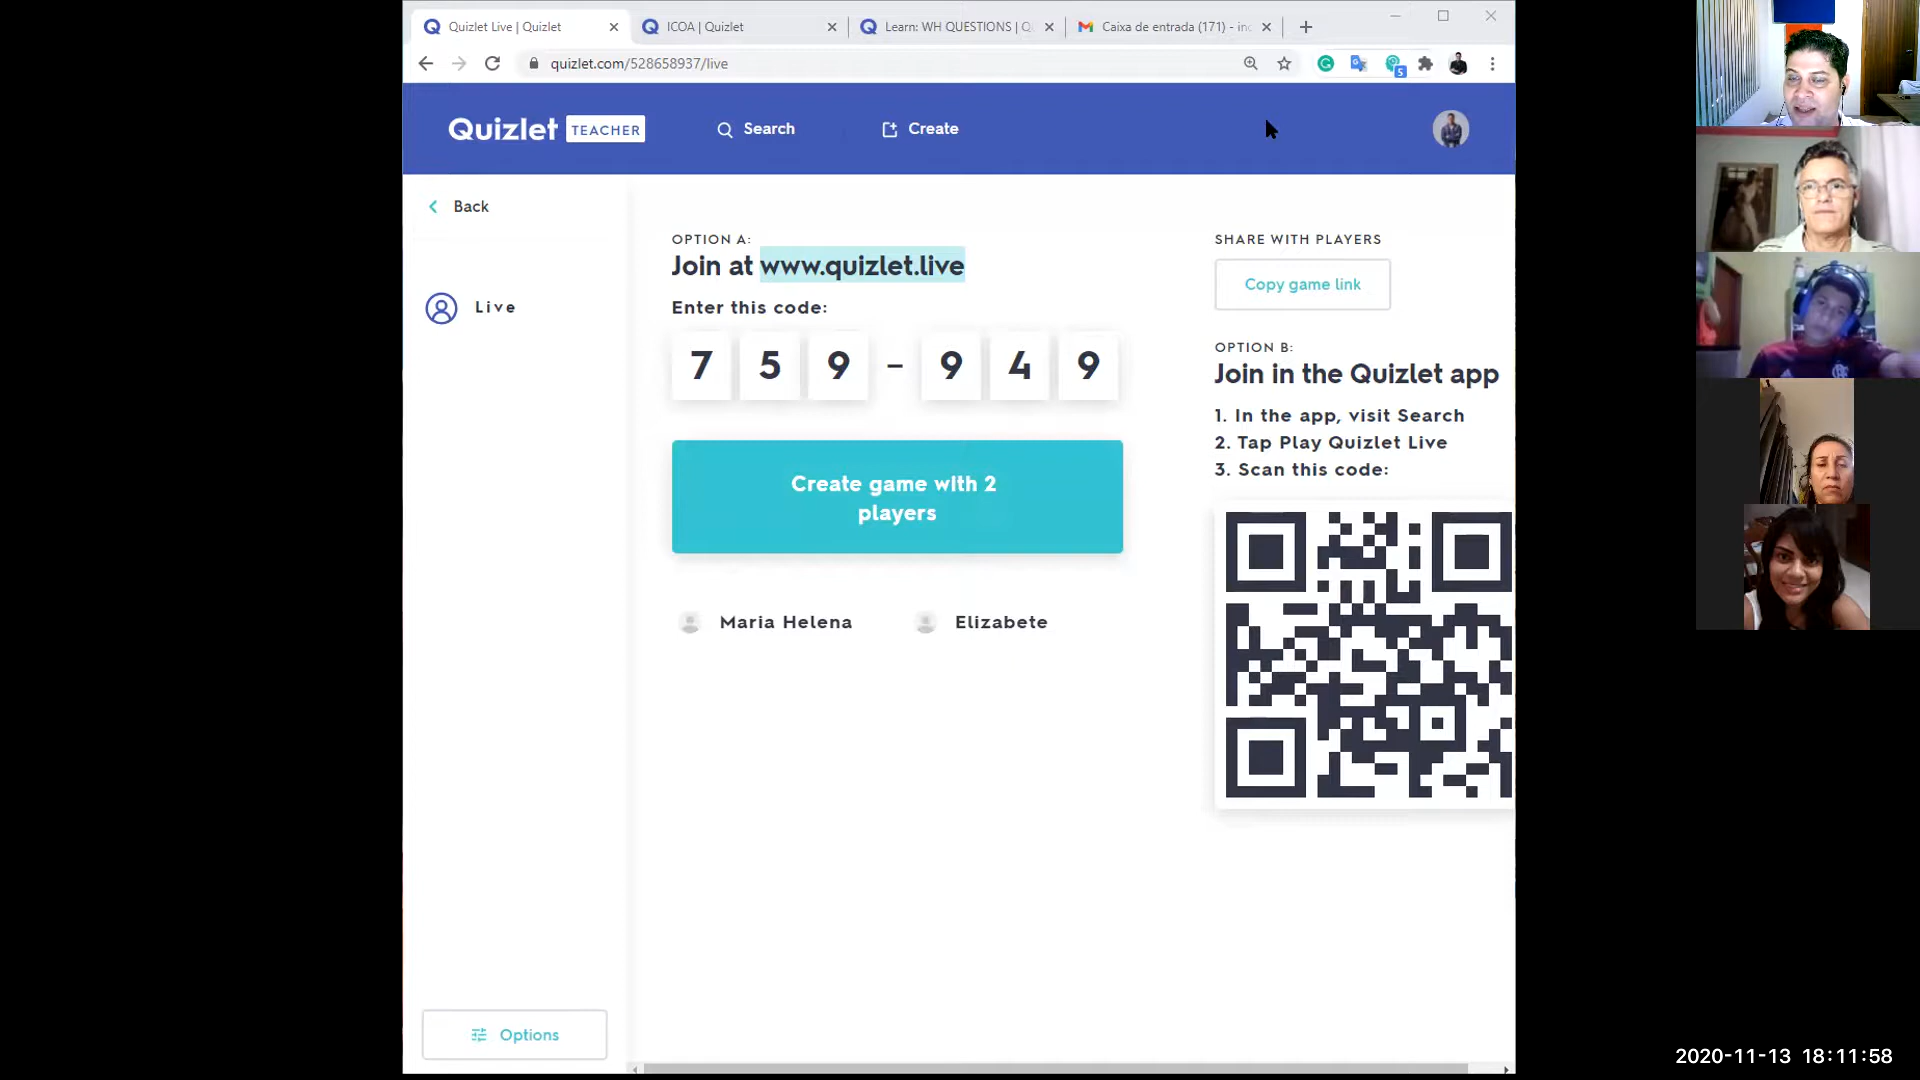 Quizlet Live | Quizlet
ICOA | Quizlet
Learn: WH QUESTIONS | Q
Caixa de entrada (171) - inc
quizlet.com/528658937/live
5
Quizlet TEACHER
Search
Create
Back
Live
OPTION A:
Join at www.quizlet.live
Enter this code:
7 5 9 - 9 4 9
Create game with 2
players
Maria Helena
Elizabete
SHARE WITH PLAYERS
Copy game link
OPTION B:
Join in the Quizlet app
1. In the app, visit Search
2. Tap Play Quizlet Live
3. Scan this code:
Options
2020-11-13 18:11:58